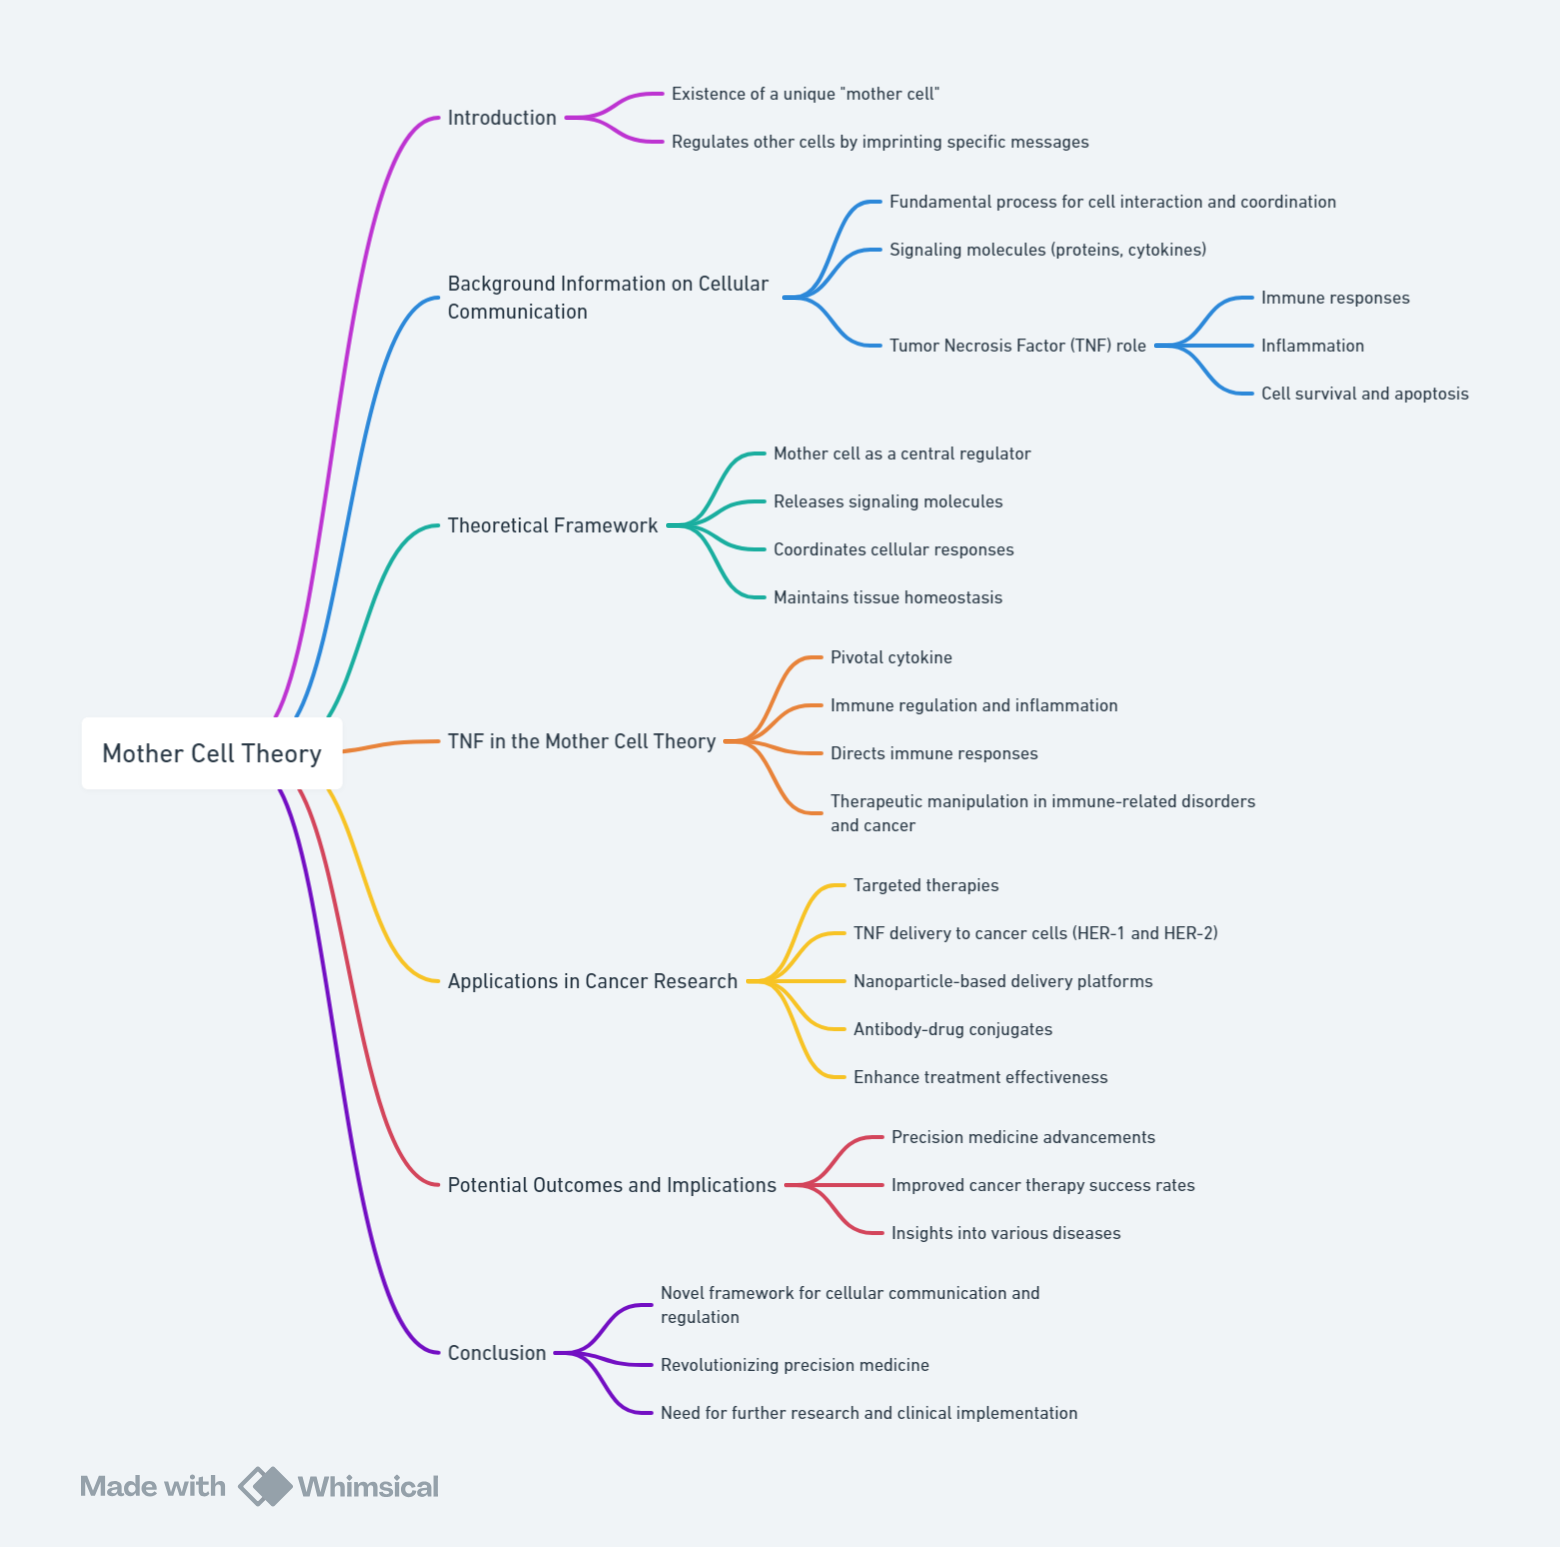 Introduction
Existence of a unique "mother cell"
Regulates other cells by imprinting specific messages
Background Information on Cellular
Communication
Fundamental process for cell interaction and coordination
Signaling molecules (proteins, cytokines)
Tumor Necrosis Factor (TNF) role
Immune responses
Inflammation
Cell survival and apoptosis
Theoretical Framework
Mother cell as a central regulator
Releases signaling molecules
Coordinates cellular responses
Maintains tissue homeostasis
Mother Cell Theory
TNF in the Mother Cell Theory
Pivotal cytokine
Immune regulation and inflammation
Directs immune responses
Therapeutic manipulation in immune-related disorders
and cancer
Applications in Cancer Research
Targeted therapies
TNF delivery to cancer cells (HER-1 and HER-2)
Nanoparticle-based delivery platforms
Antibody-drug conjugates
Enhance treatment effectiveness
Potential Outcomes and Implications
Precision medicine advancements
Improved cancer therapy success rates
Insights into various diseases
Conclusion
Novel framework for cellular communication and
regulation
Revolutionizing precision medicine
Need for further research and clinical implementation
Made with Whimsical